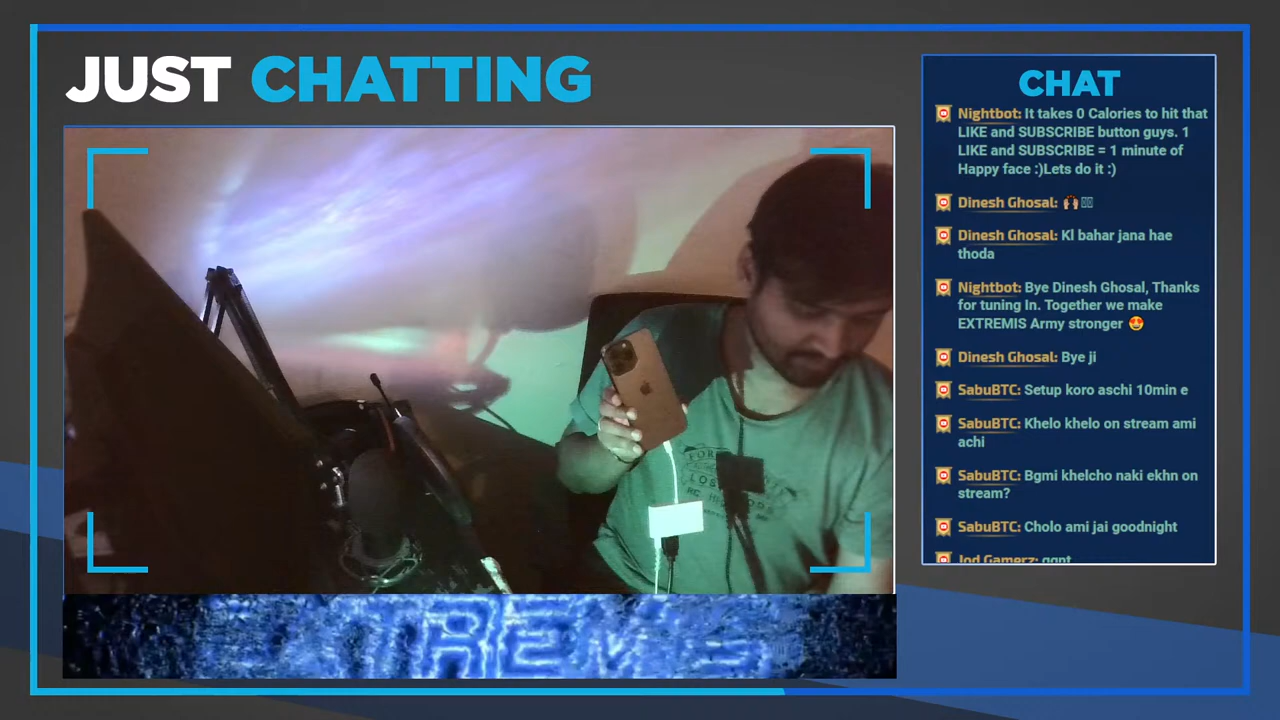 JUST CHATTING
CHAT
Nightbot: It takes 0 Calories to hit that
LIKE and SUBSCRIBE button guys. 1
LIKE and SUBSCRIBE = 1 minute of
Happy face :)Lets do it :)
Dinesh Ghosal: 🙌🏽
Dinesh Ghosal: Kl bahar jana hae
thoda
Nightbot: Bye Dinesh Ghosal, Thanks
for tuning In. Together we make
EXTREMIS Army stronger 😍
Dinesh Ghosal: Bye ji
SabuBTC: Setup koro aschi 10min e
SabuBTC: Khelo khelo on stream ami
achi
SabuBTC: Bgmi khelcho naki ekhn on
stream?
SabuBTC: Cholo ami jai goodnight
Jod Gamerz: ggnt
LOS